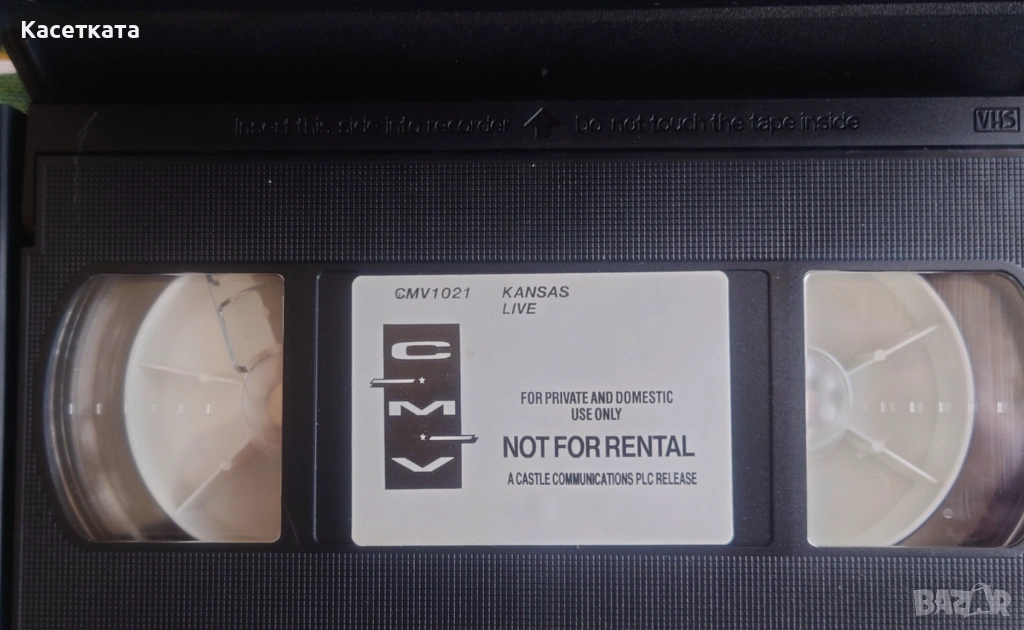 Касетката
Insert this side into recorder Do not touch the tape inside VHS
CMV1021 KANSAS
LIVE
C
M
V
FOR PRIVATE AND DOMESTIC
USE ONLY
NOT FOR RENTAL
A CASTLE COMMUNICATIONS PLC RELEASE
BAZAR